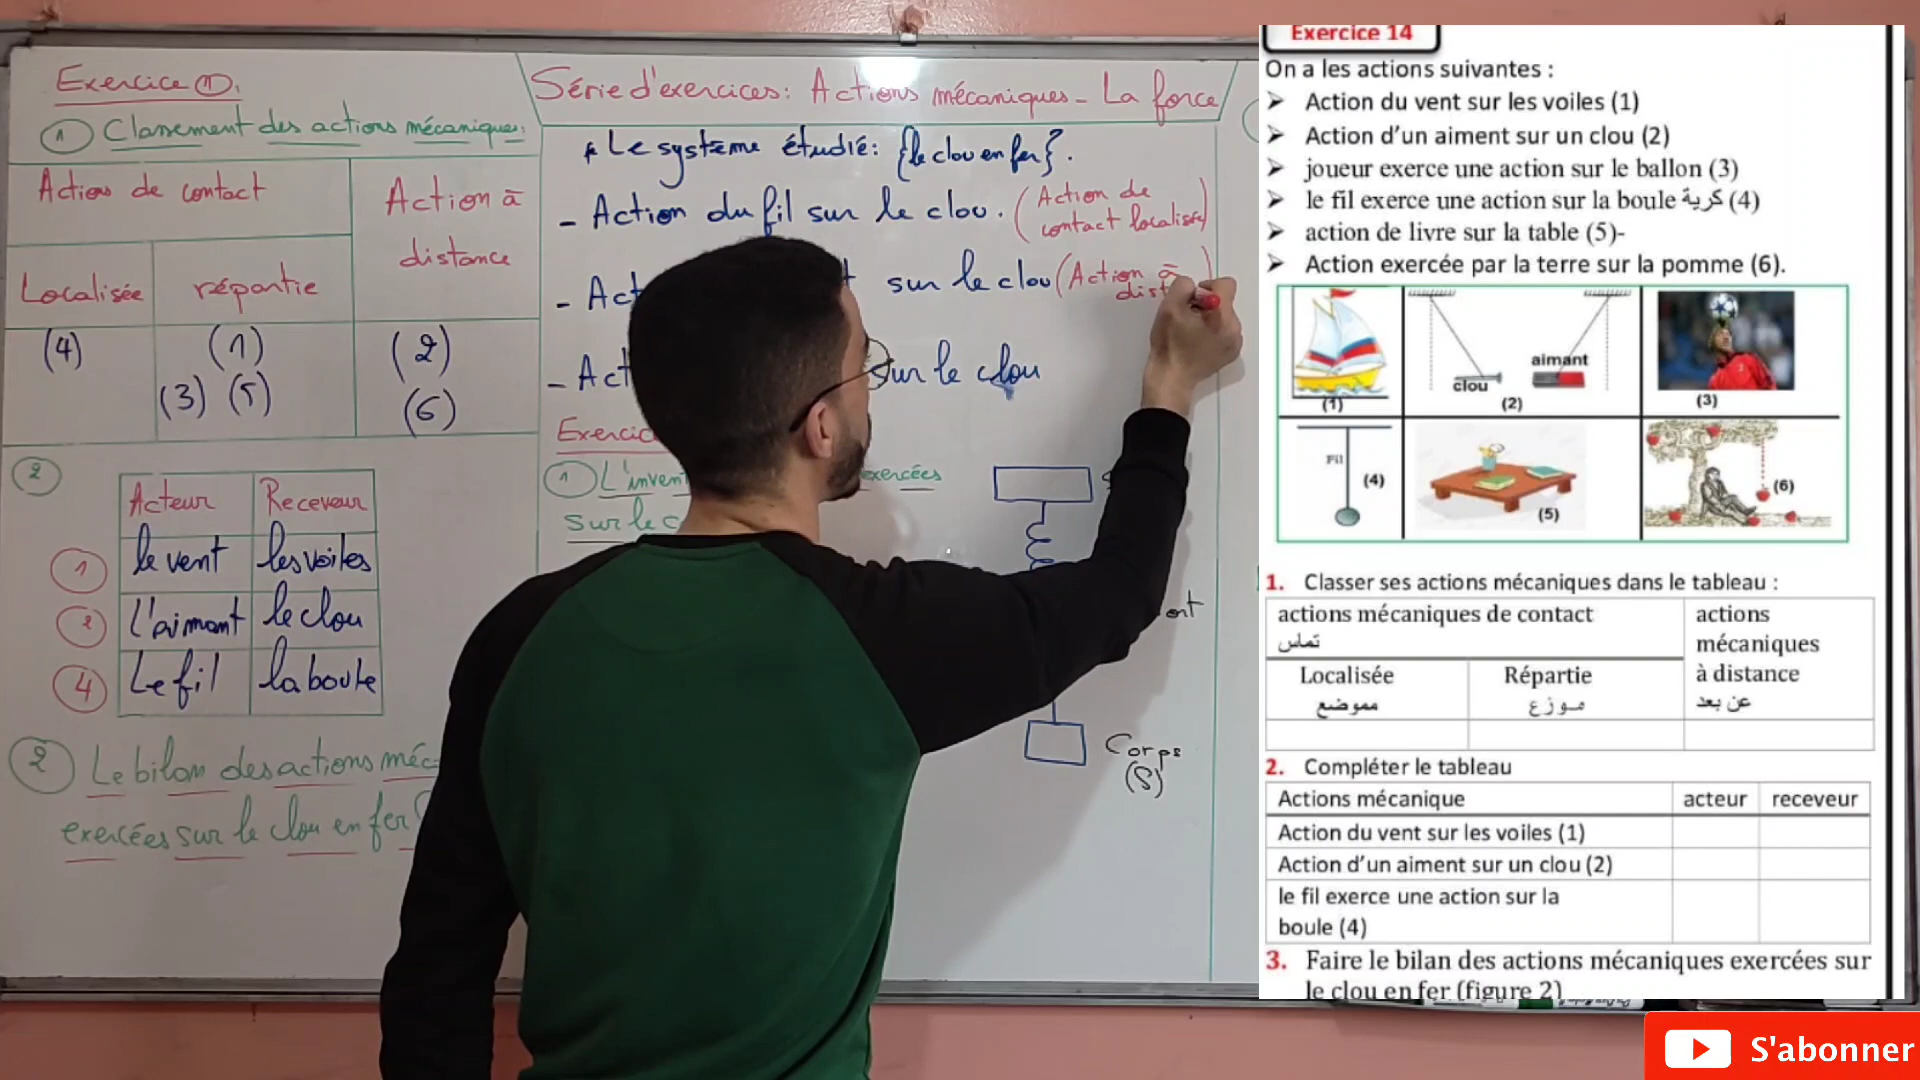 Exercice 1.
1 Classement des actions mécaniques:
Action de contact
Action à distance
Localisée
répartie
(4)
(1)
(3) (5)
(2)
(6)
2
Acteur Receveur
1 le vent les voiles
2 L'aimant le clou
4 Le fil la boule
2 Le bilan des actions méc
exercées sur le clou en fer
Série d'exercices: Actions mécaniques - La force
* Le système étudié: {le clou en fer}.
- Action du fil sur le clou. (Action de
contact localisée)
- Act sur le clou (Action à
dist
- Act sur le clou
Exercic
1 L'invent exercées
sur le c
Corps
(S)
Exercice 14
On a les actions suivantes :
➢ Action du vent sur les voiles (1)
➢ Action d'un aiment sur un clou (2)
➢ joueur exerce une action sur le ballon (3)
➢ le fil exerce une action sur la boule كرية (4)
➢ action de livre sur la table (5)-
➢ Action exercée par la terre sur la pomme (6).
aimant
clou
(1)
(2)
(3)
Fil
(4)
(5)
(6)
1. Classer ses actions mécaniques dans le tableau :
actions mécaniques de contact
تماس
actions
mécaniques
à distance
عن بعد
Localisée
مموضع
Répartie
موزع
2. Compléter le tableau
Actions mécanique acteur receveur
Action du vent sur les voiles (1)
Action d'un aiment sur un clou (2)
le fil exerce une action sur la
boule (4)
3. Faire le bilan des actions mécaniques exercées sur
le clou en fer (figure 2)
S'abonner